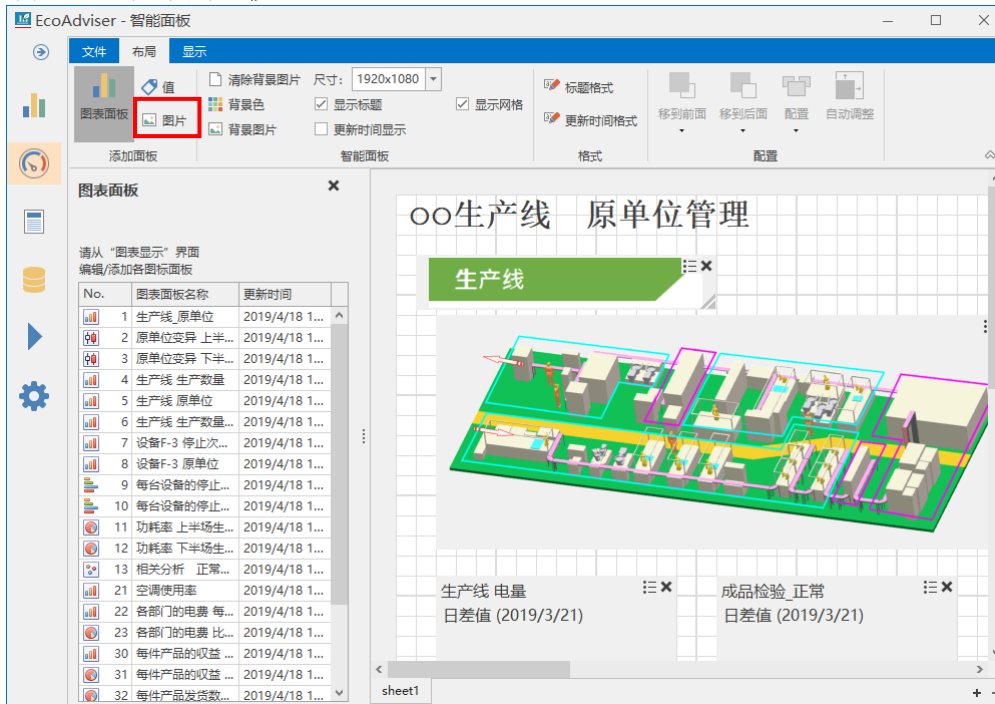 EcoAdviser - 智能面板
文件 布局 显示
图表面板
值
图片
添加面板
清除背景图片
背景色
背景图片
尺寸: 1920x1080
显示标题
更新时间显示
显示网格
智能面板
标题格式
更新时间格式
格式
移到前面 移到后面 配置 自动调整
配置
图表面板
请从“图表显示”界面
编辑/添加各图标面板
No. 图表面板名称 更新时间
1 生产线_原单位 2019/4/18 1...
2 原单位变异 上半... 2019/4/18 1...
3 原单位变异 下半... 2019/4/18 1...
4 生产线 生产数量 2019/4/18 1...
5 生产线 原单位 2019/4/18 1...
6 生产线 生产数量... 2019/4/18 1...
7 设备F-3 停止次... 2019/4/18 1...
8 设备F-3 原单位 2019/4/18 1...
9 每台设备的停止... 2019/4/18 1...
10 每台设备的停止... 2019/4/18 1...
11 功耗率 上半场生... 2019/4/18 1...
12 功耗率 下半场生... 2019/4/18 1...
13 相关分析 正常... 2019/4/18 1...
21 空调使用率 2019/4/18 1...
22 各部门的电费 每... 2019/4/18 1...
23 各部门的电费 比... 2019/4/18 1...
30 每件产品的收益 ... 2019/4/18 1...
31 每件产品的收益 ... 2019/4/18 1...
32 每件产品发货数... 2019/4/18 1...
○○生产线 原单位管理
生产线
生产线 电量
日差值 (2019/3/21)
成品检验_正常
日差值 (2019/3/21)
sheet1